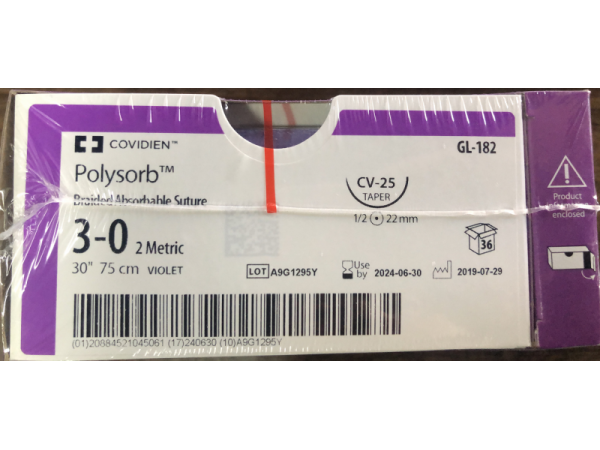 COVIDIEN™
GL-182
Polysorb™
Braided Absorbable Suture
CV-25
TAPER
1/2 22 mm
3-0 2 Metric
30" 75 cm VIOLET
36
LOT A9G1295Y
Use by 2024-06-30
2019-07-29
(01)20884521045061 (17)240630 (10)A9G1295Y
Product
enclosed